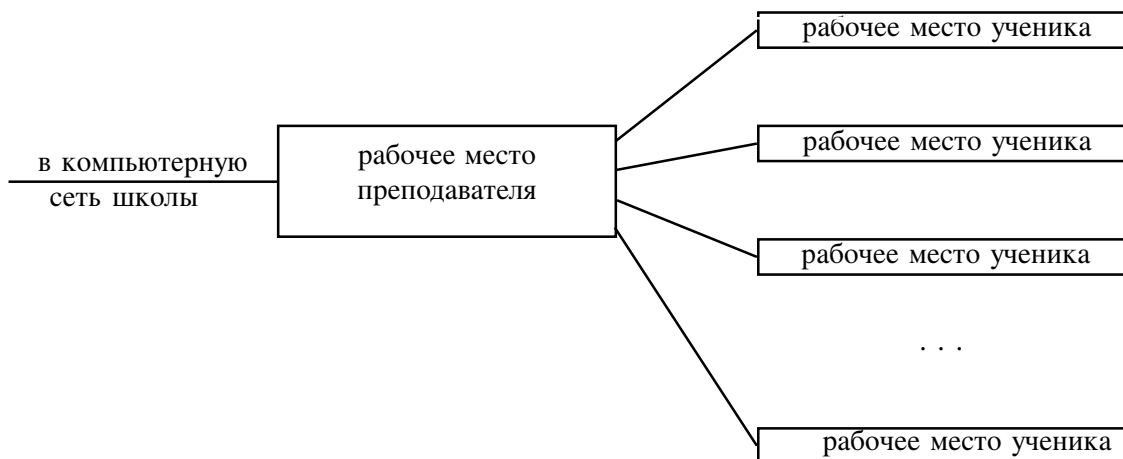 рабочее место ученика
рабочее место ученика
в компьютерную
сеть школы
рабочее место
преподавателя
рабочее место ученика
. . .
рабочее место ученика